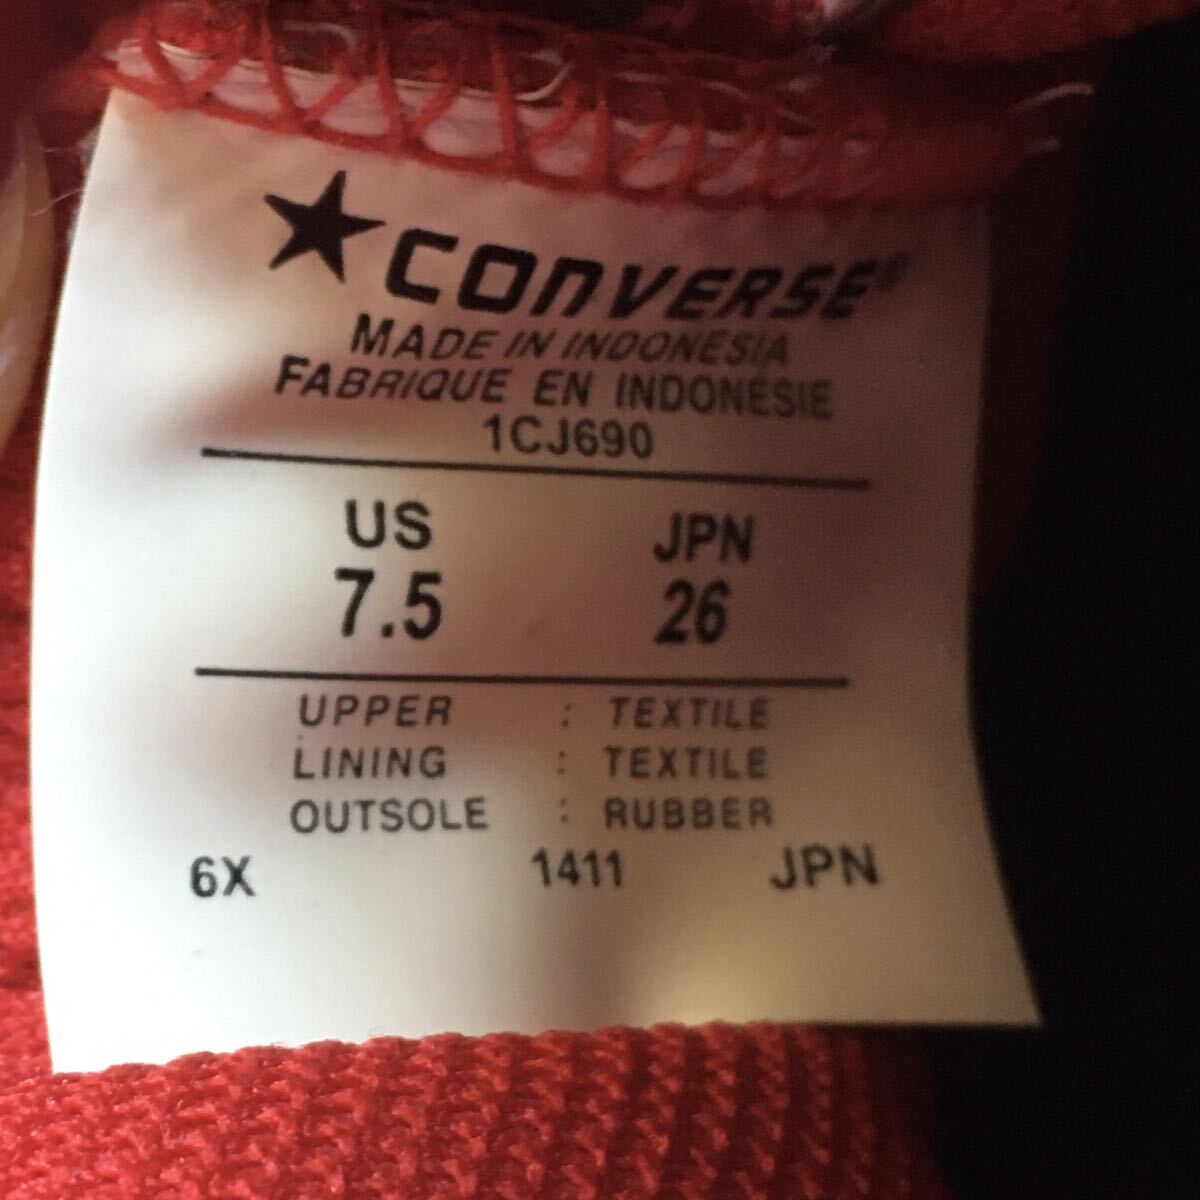 CONVERSE®
MADE IN INDONESIA
FABRIQUE EN INDONÉSIE
1CJ690
US JPN
7.5 26
UPPER : TEXTILE
LINING : TEXTILE
OUTSOLE : RUBBER
6X 1411 JPN